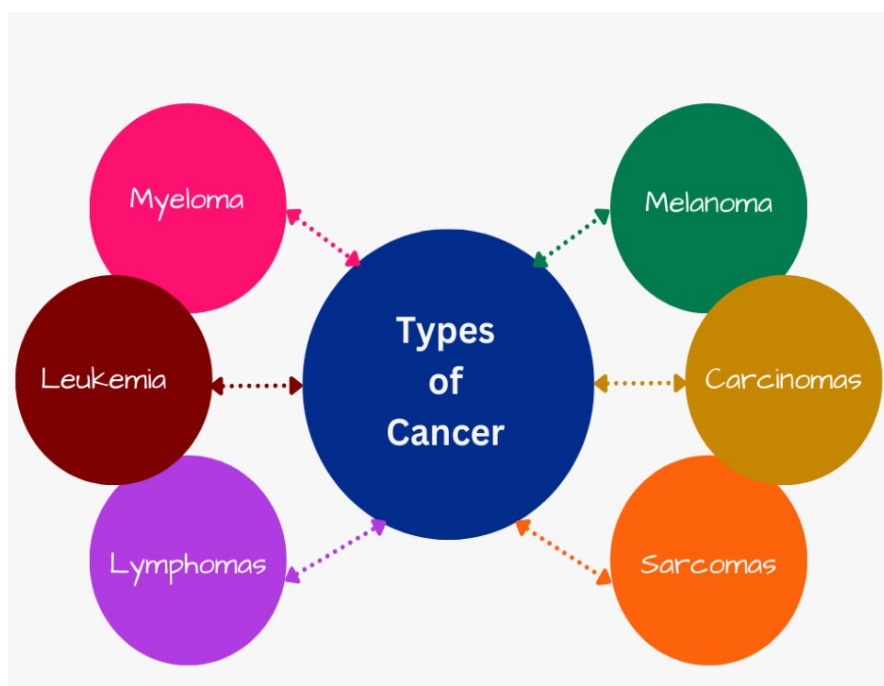 Myeloma
Melanoma
Types
of
Cancer
Leukemia
Carcinomas
Lymphomas
Sarcomas